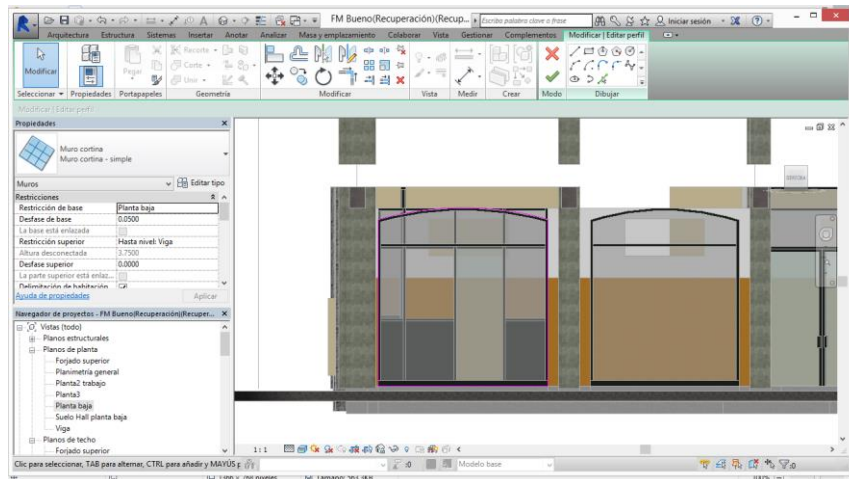 FM Bueno(Recuperación)(Recup...
Escriba palabra clave o frase
Iniciar sesión
Arquitectura Estructura Sistemas Insertar Anotar Analizar Masa y emplazamiento Colaborar Vista Gestionar Complementos Modificar | Editar perfil
Modificar
Pegar
Recorte
Corte
Unir
Seleccionar Propiedades Portapapeles Geometría Modificar Vista Medir Crear Modo Dibujar
Modificar | Editar perfil
Propiedades
Muro cortina
Muro cortina - simple
Muros
Editar tipo
Restricciones
Restricción de base Planta baja
Desfase de base 0.0500
La base está enlazada
Restricción superior Hasta nivel: Viga
Altura desconectada 3.7500
Desfase superior 0.0000
La parte superior está enlaz...
Delimitación de habitación
Ayuda de propiedades Aplicar
Navegador de proyectos - FM Bueno(Recuperación)(Recuper...
Vistas (todo)
Planos estructurales
Planos de planta
Forjado superior
Planimetría general
Planta2 trabajo
Planta3
Planta baja
Suelo Hall planta baja
Viga
Planos de techo
Forjado superior
1:1
Clic para seleccionar, TAB para alternar, CTRL para añadir y MAYÚS p
:0
Modelo base
:0